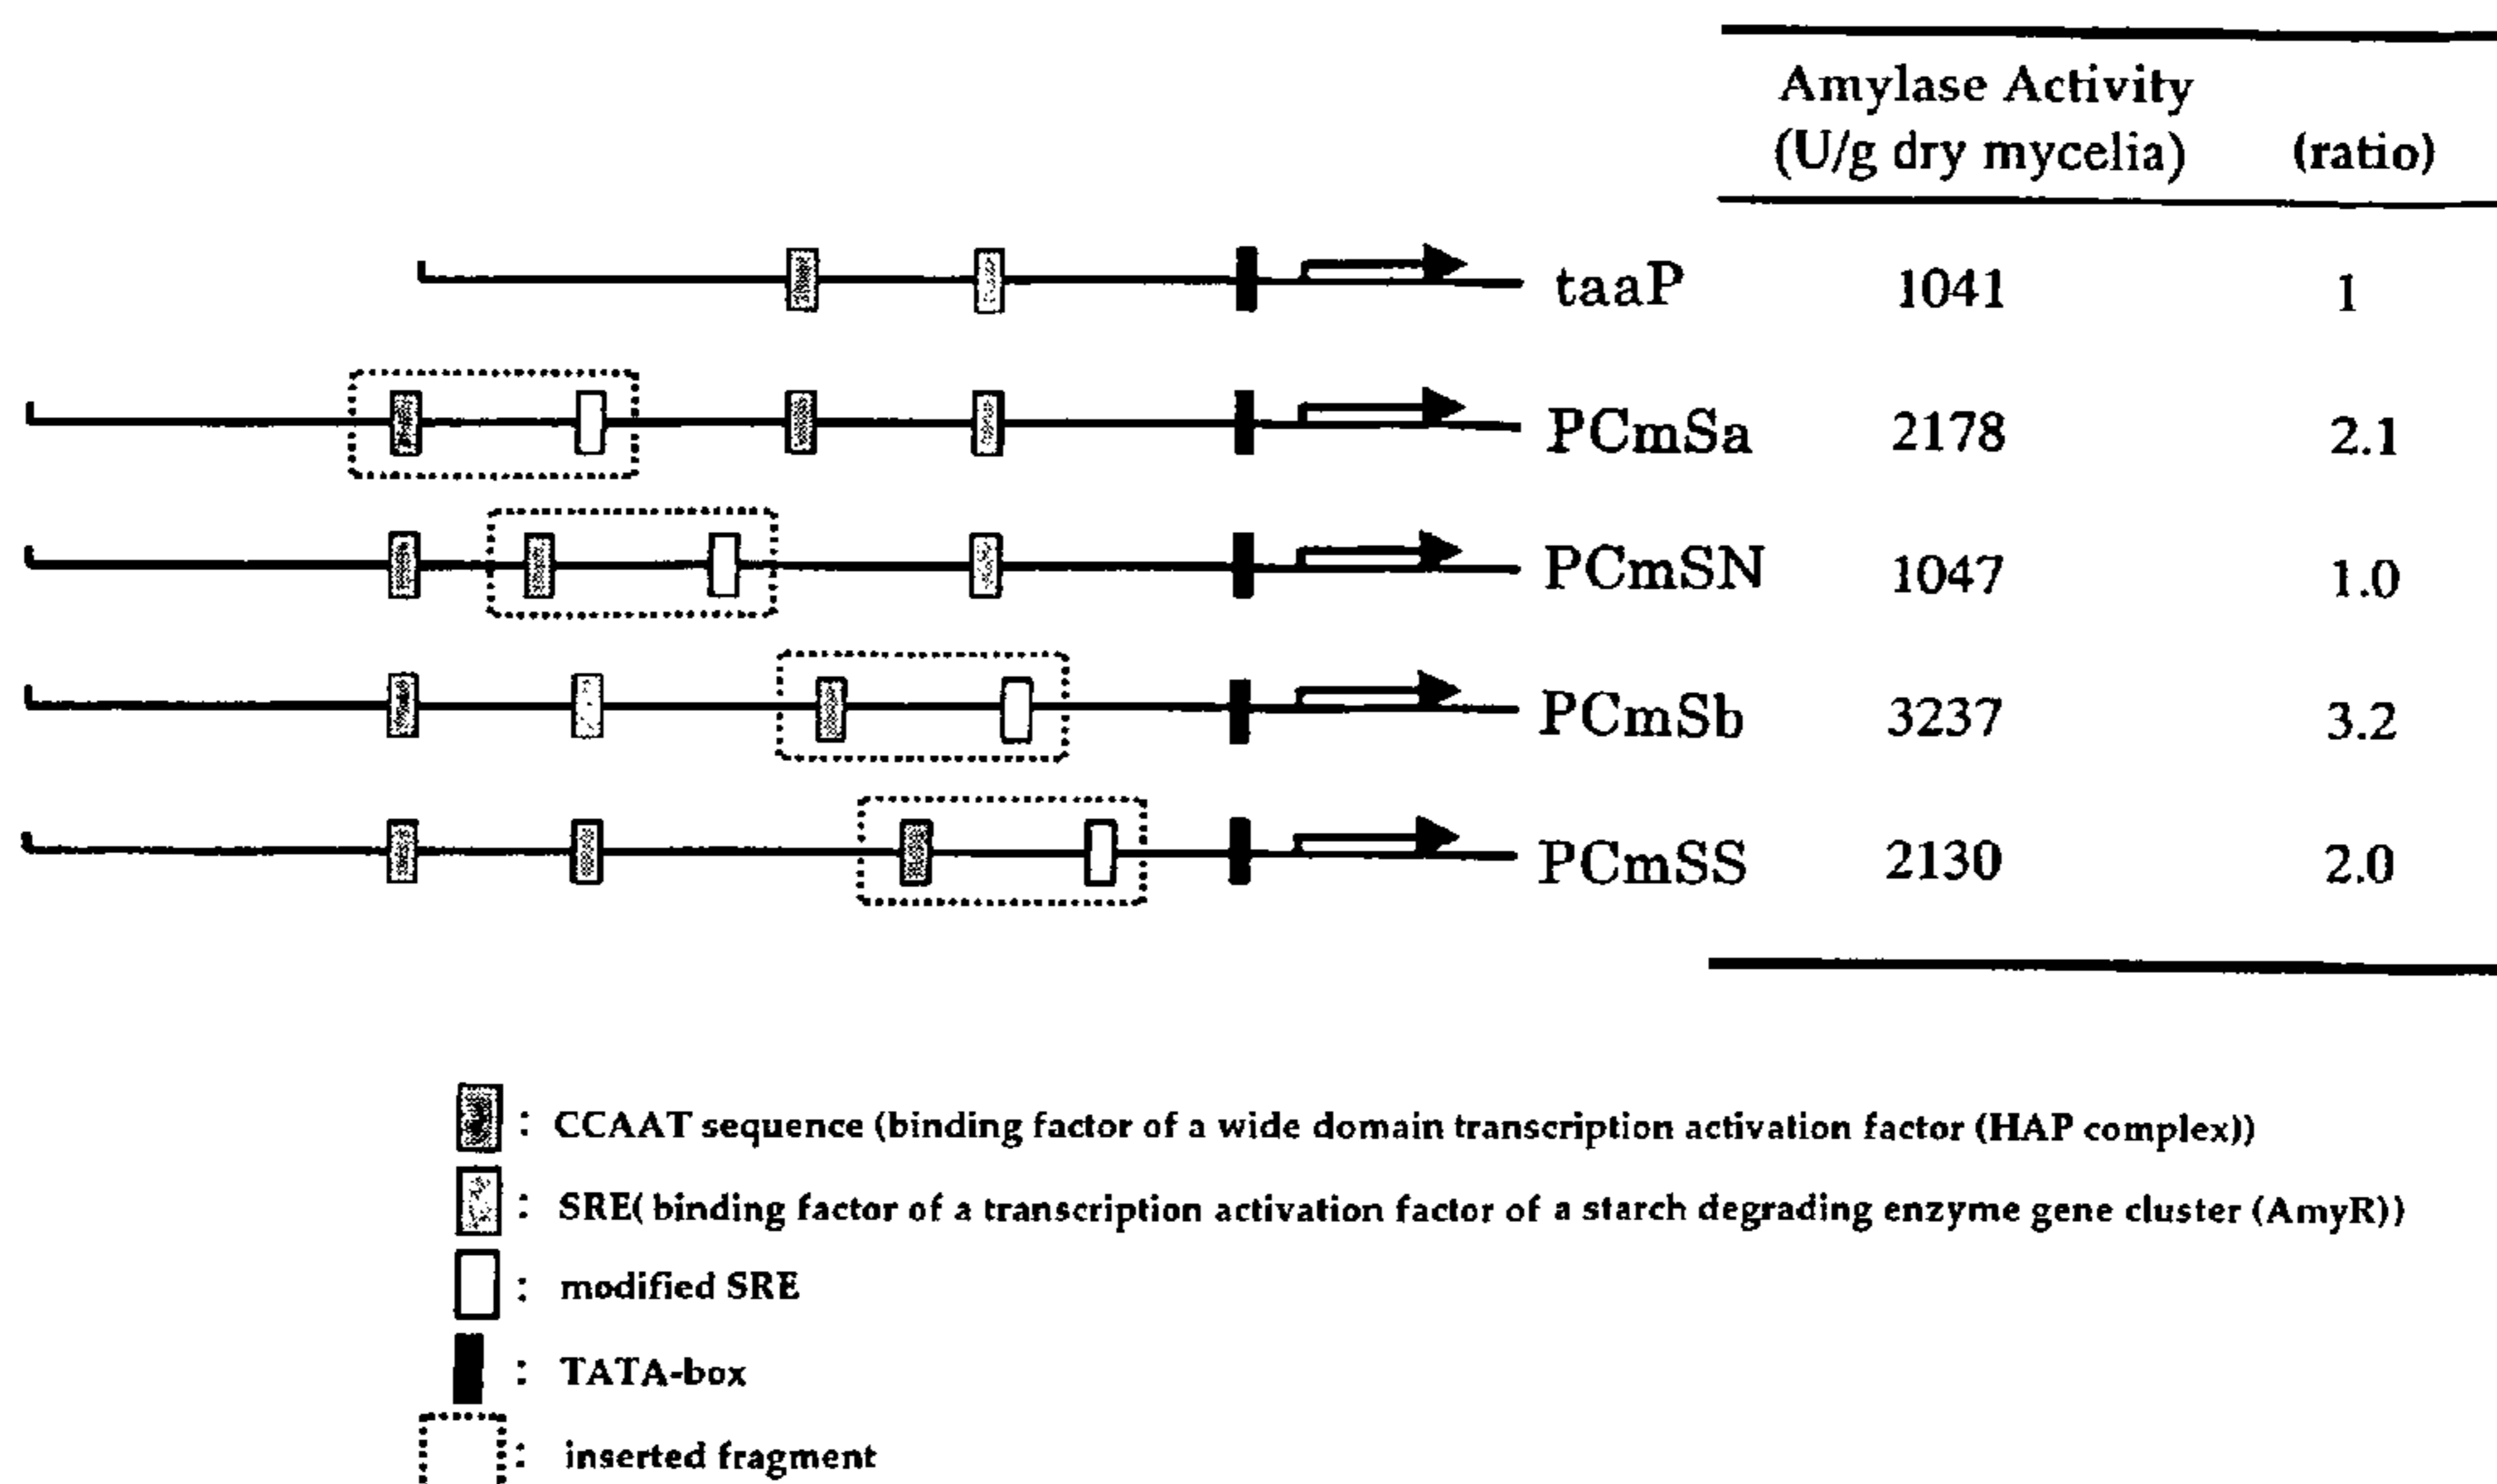 Amylase Activity
(U/g dry mycelia) (ratio)
taaP 1041 1
PCmSa 2178 2.1
PCmSN 1047 1.0
PCmSb 3237 3.2
PCmSS 2130 2.0
: CCAAT sequence (binding factor of a wide domain transcription activation factor (HAP complex))
: SRE( binding factor of a transcription activation factor of a starch degrading enzyme gene cluster (AmyR))
: modified SRE
: TATA-box
: inserted fragment